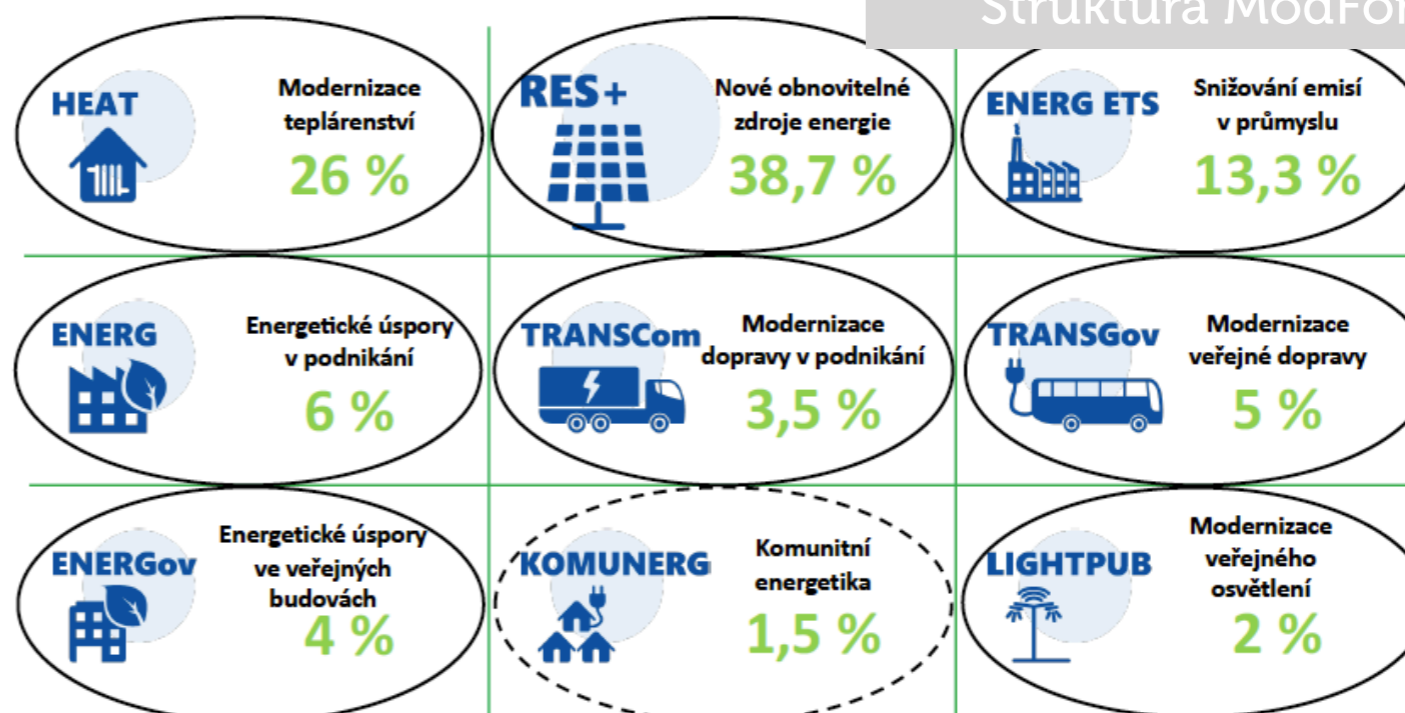 Struktura ModFo
HEAT
Modernizace
teplárenství
26 %
RES+
Nové obnovitelné
zdroje energie
38,7 %
ENERG ETS
Snižování emisí
v průmyslu
13,3 %
ENERG
Energetické úspory
v podnikání
6 %
TRANSCom
Modernizace
dopravy v podnikání
3,5 %
TRANSGov
Modernizace
veřejné dopravy
5 %
ENERGov
Energetické úspory
ve veřejných
budovách
4 %
KOMUNERG
Komunitní
energetika
1,5 %
LIGHTPUB
Modernizace
veřejného
osvětlení
2 %